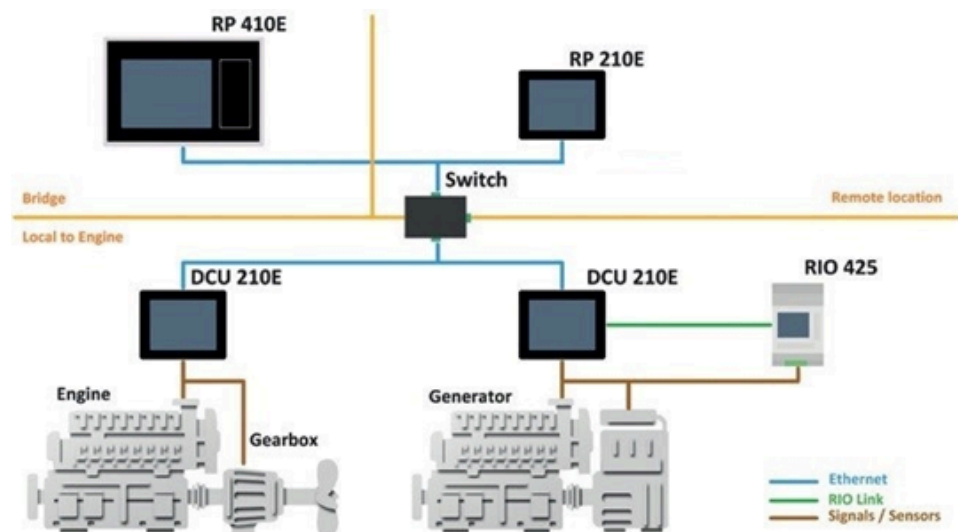 RP 410E
RP 210E
Switch
Bridge
Remote location
Local to Engine
DCU 210E
DCU 210E
RIO 425
Engine
Generator
Gearbox
Ethernet
RIO Link
Signals / Sensors